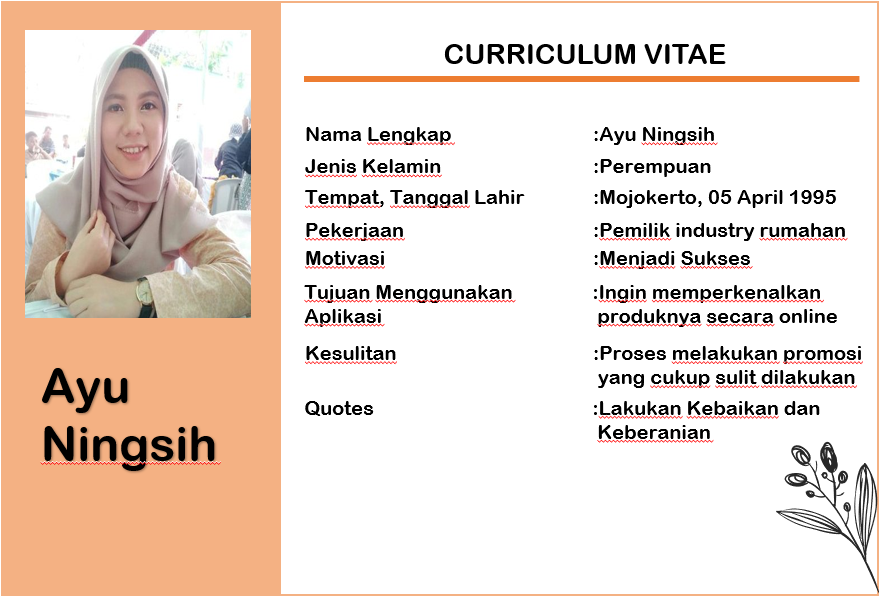 CURRICULUM VITAE
Nama Lengkap :Ayu Ningsih
Jenis Kelamin :Perempuan
Tempat, Tanggal Lahir :Mojokerto, 05 April 1995
Pekerjaan :Pemilik industry rumahan
Motivasi :Menjadi Sukses
Tujuan Menggunakan :Ingin memperkenalkan
Aplikasi produknya secara online
Kesulitan :Proses melakukan promosi
yang cukup sulit dilakukan
Quotes :Lakukan Kebaikan dan
Keberanian
Ayu
Ningsih